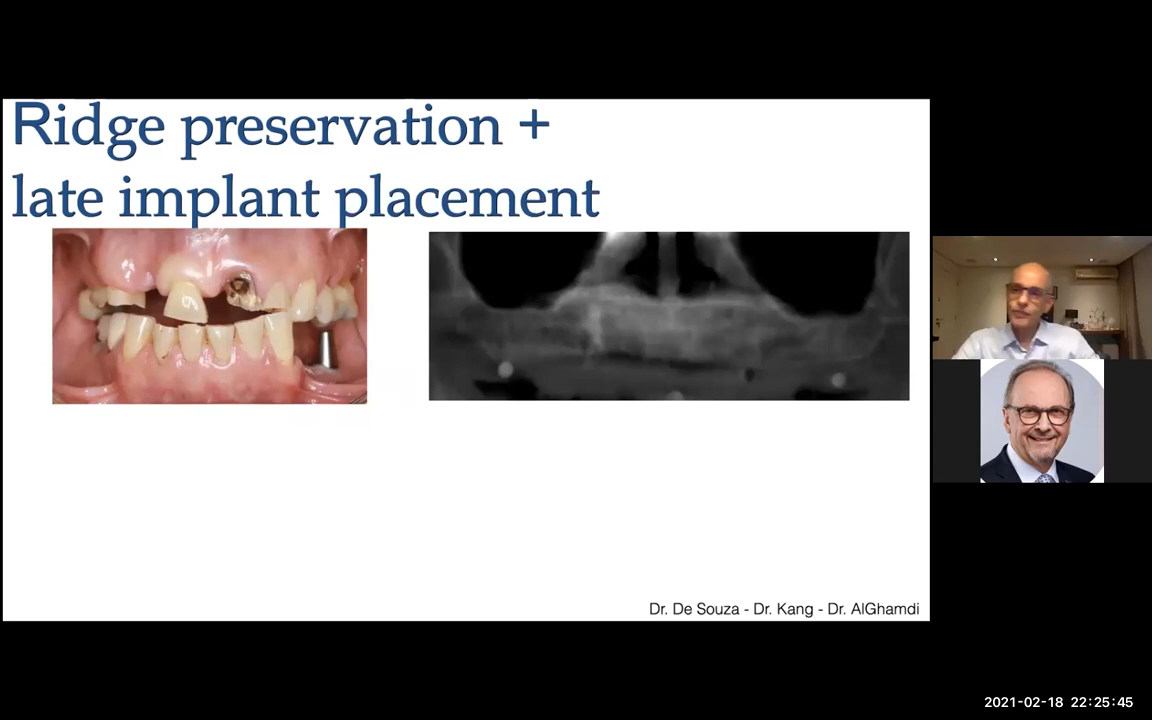 Ridge preservation +
late implant placement
Dr. De Souza - Dr. Kang - Dr. AlGhamdi
2021-02-18 22:25:45